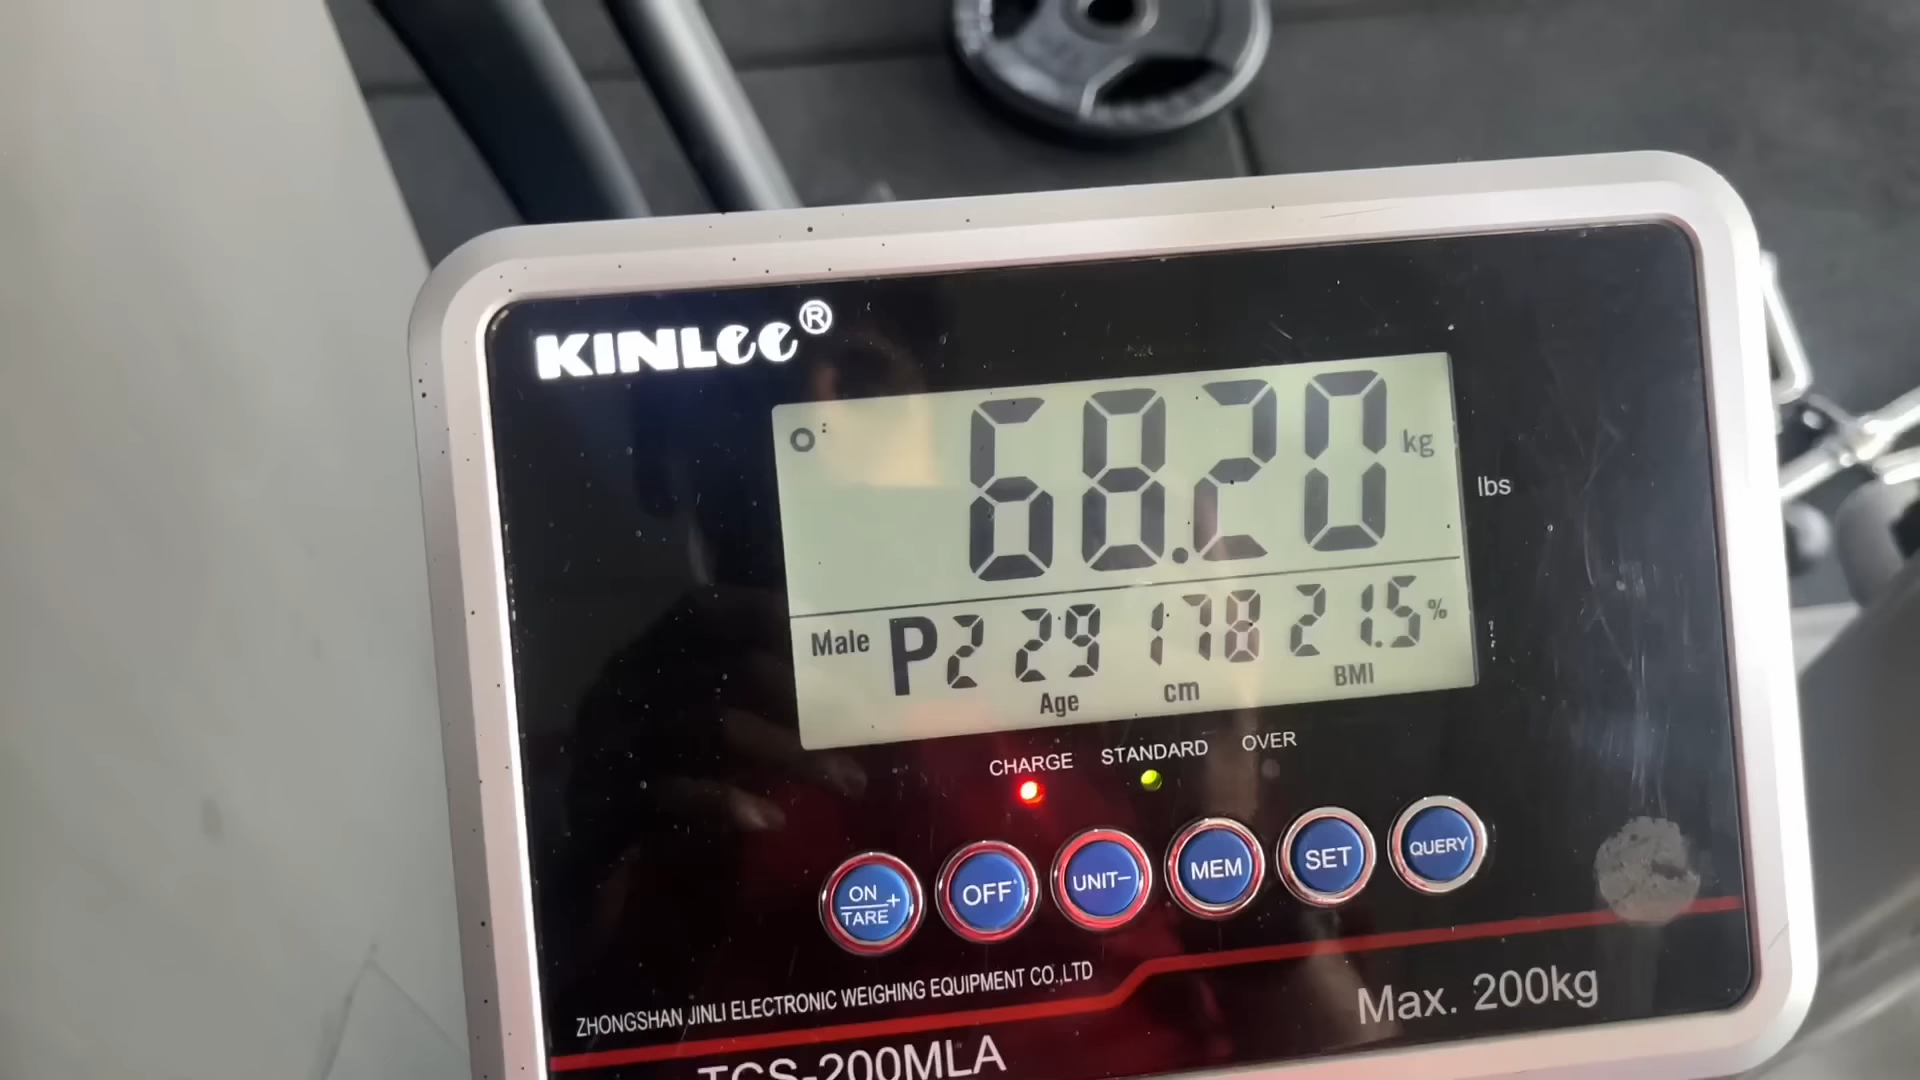 KINLEE®
68.20 kg
lbs
Male P2 29 178 21.5 %
Age cm BMI
CHARGE STANDARD OVER
ON/TARE + OFF UNIT– MEM SET QUERY
ZHONGSHAN JINLI ELECTRONIC WEIGHING EQUIPMENT CO.,LTD
Max. 200kg
TCS-200MLA